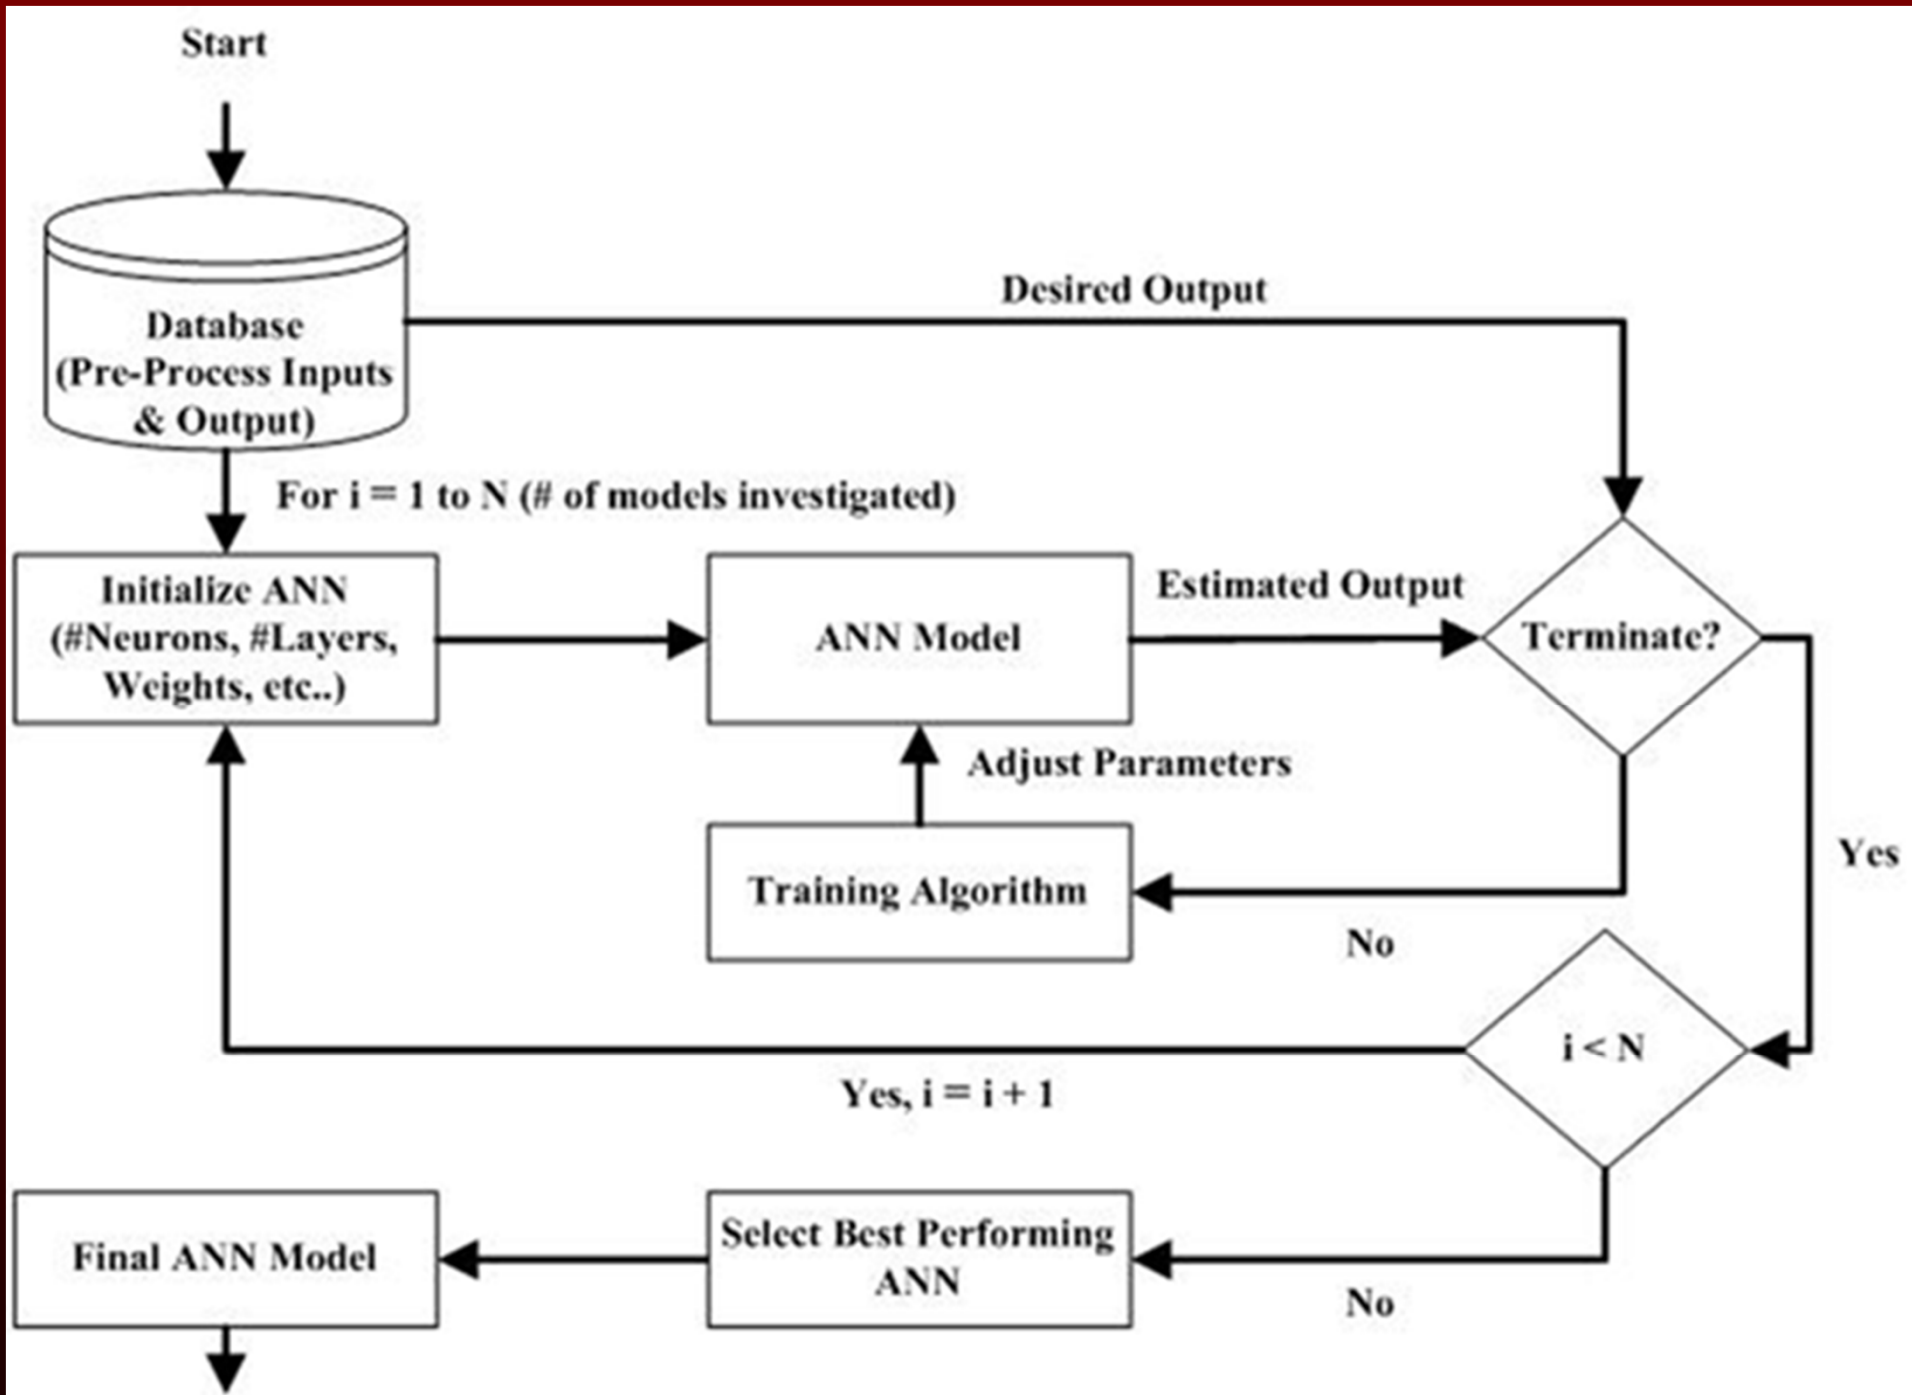 Start
Desired Output
Database
(Pre-Process Inputs
& Output)
For i = 1 to N (# of models investigated)
Initialize ANN
(#Neurons, #Layers,
Weights, etc..)
ANN Model
Estimated Output
Terminate?
Adjust Parameters
Training Algorithm
No
Yes
i < N
Yes, i = i + 1
Final ANN Model
Select Best Performing
ANN
No